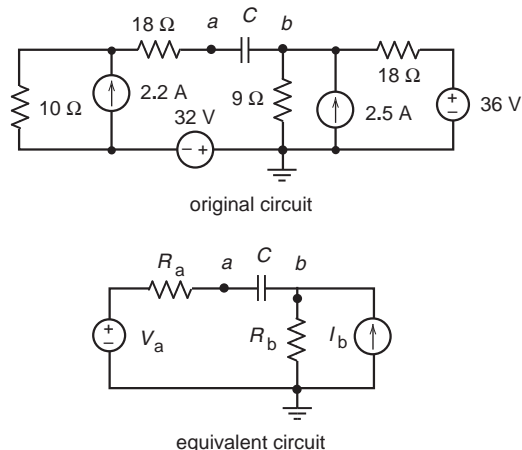 18 Ω a C b
18 Ω
10 Ω 2.2 A 9 Ω 2.5 A + − 36 V
32 V
− +
original circuit
Ra a C b
+ − Va Rb Ib
equivalent circuit